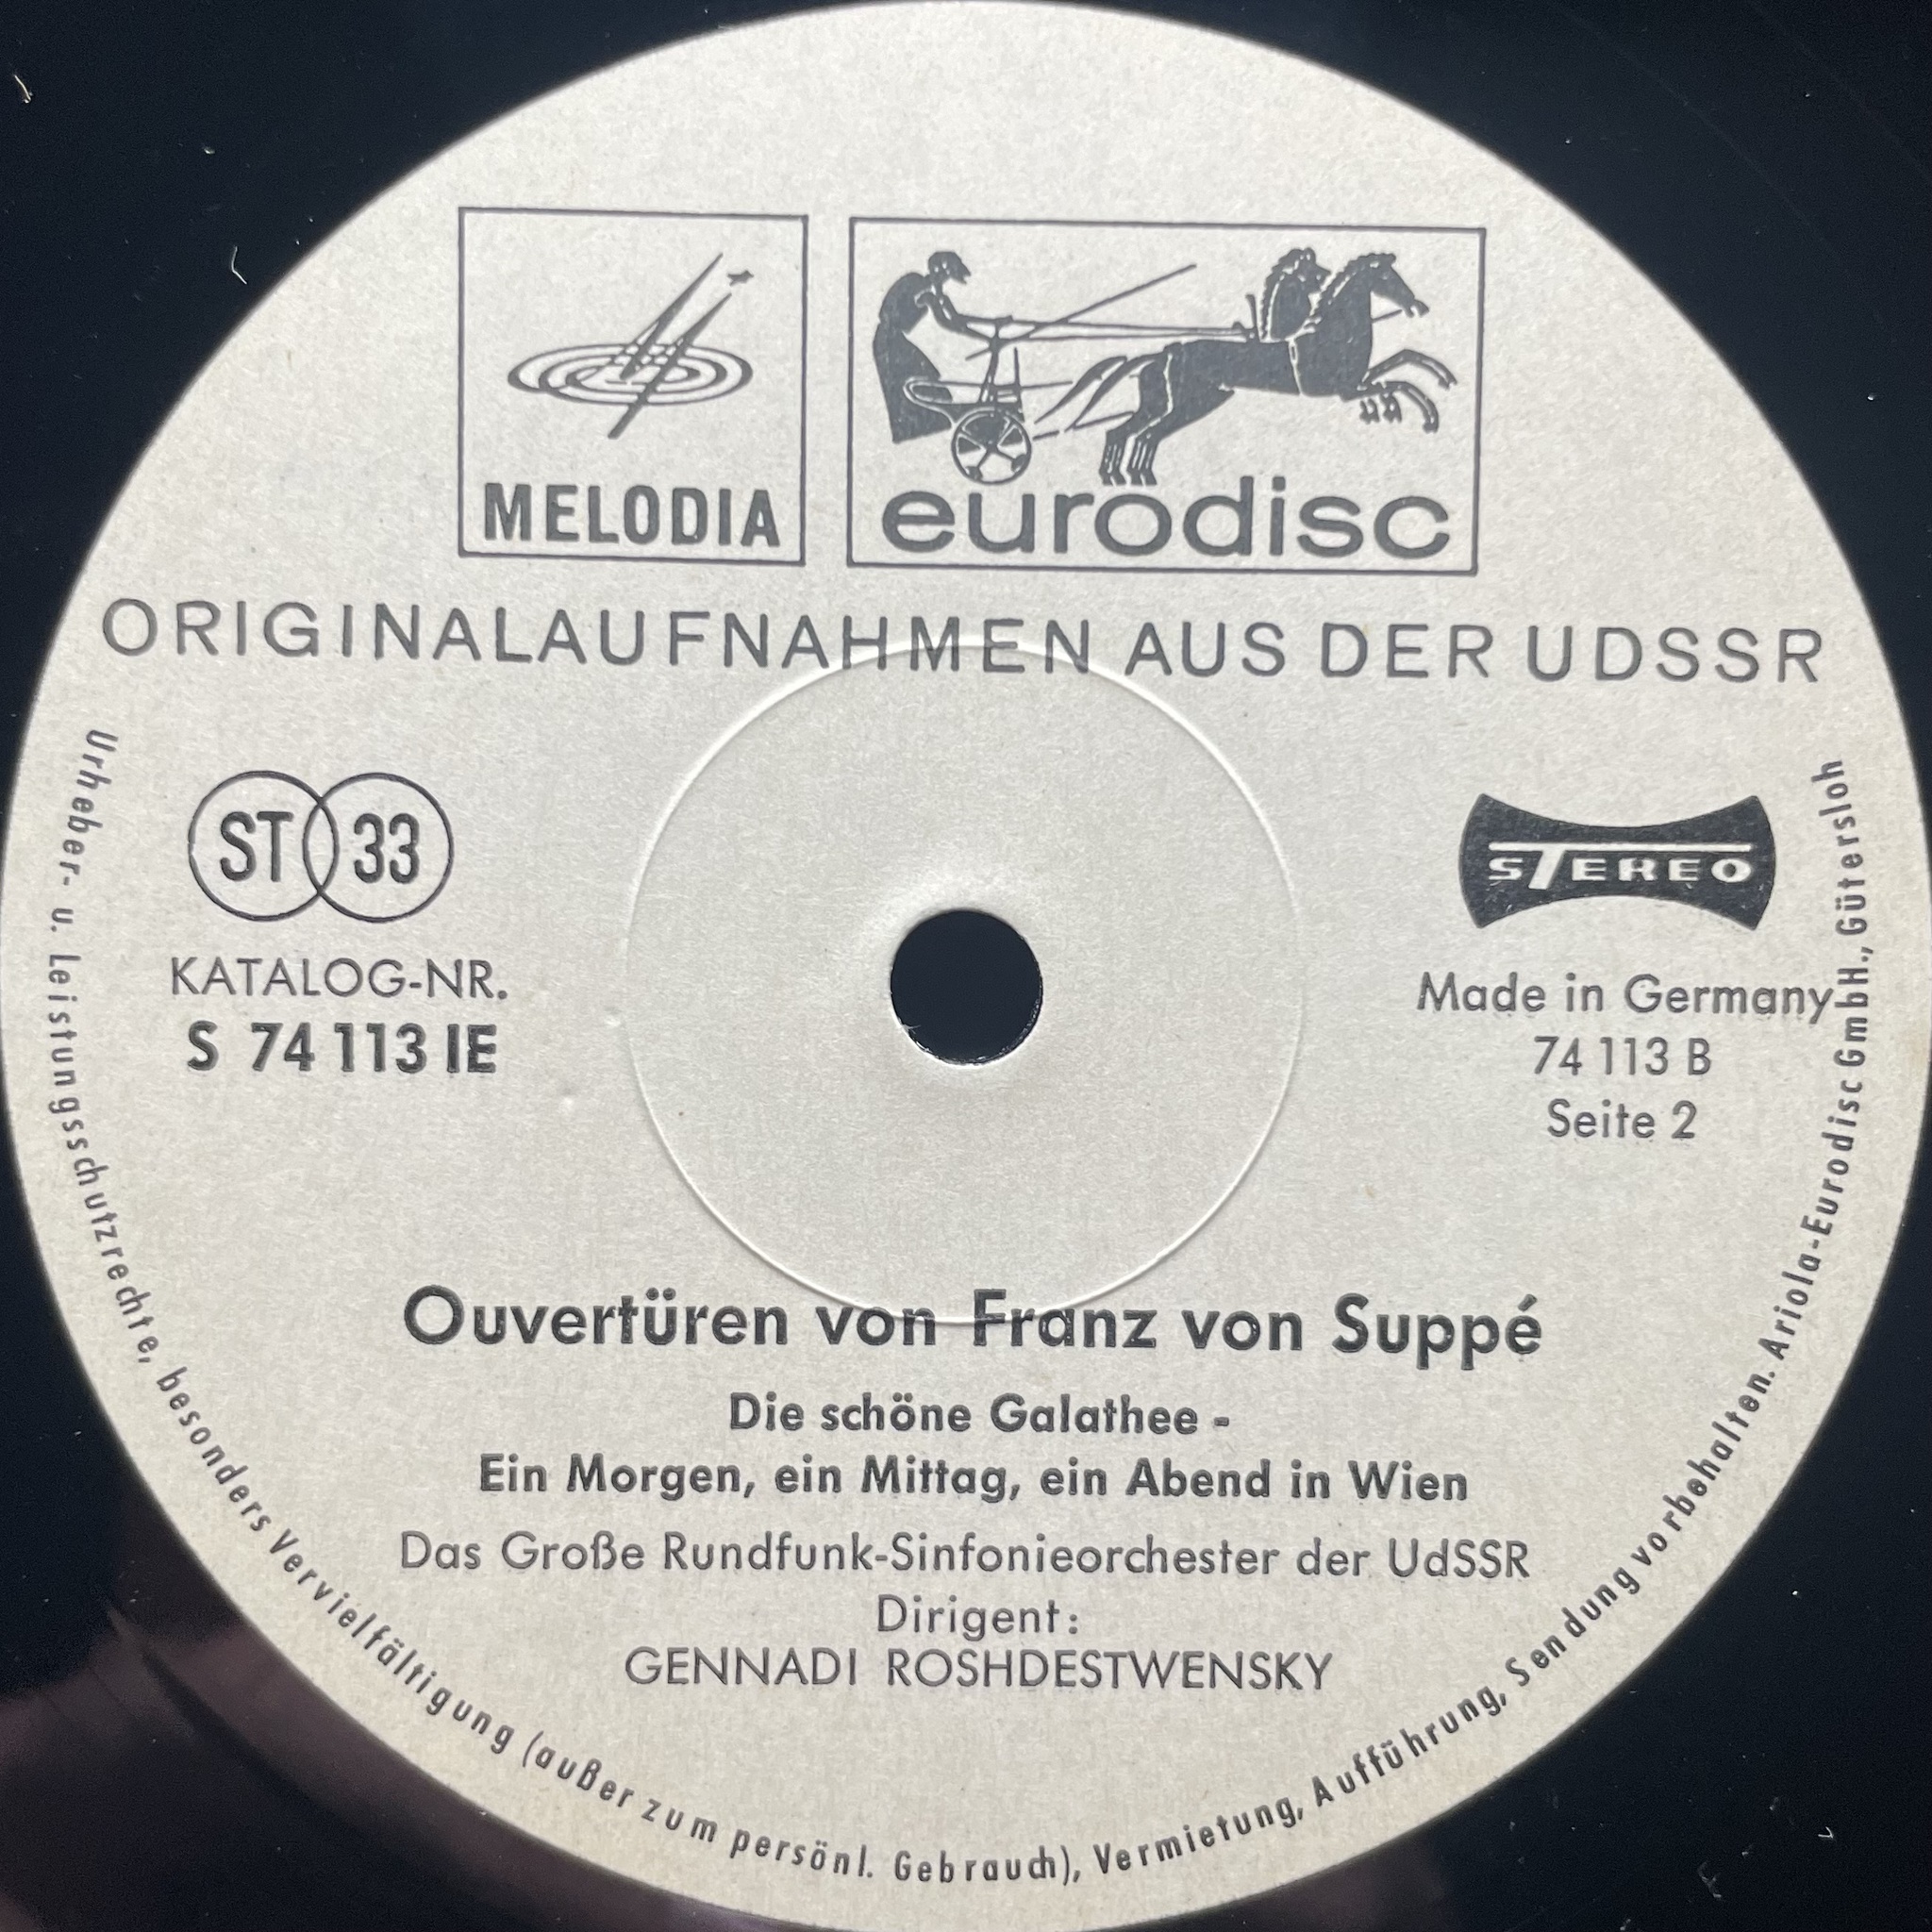 MELODIA
eurodisc
ORIGINALAUFNAHMEN AUS DER UDSSR
ST 33
KATALOG-NR.
S 74 113 IE
STEREO
Made in Germany
74 113 B
Seite 2
Ouvertüren von Franz von Suppé
Die schöne Galathee -
Ein Morgen, ein Mittag, ein Abend in Wien
Das Große Rundfunk-Sinfonieorchester der UdSSR
Dirigent:
GENNADI ROSHDESTWENSKY
Urheber- u. Leistungsschutzrechte, besonders Vervielfältigung (außer zum persönl. Gebrauch), Vermietung, Aufführung, Sendung vorbehalten. Ariola-Eurodisc GmbH., Gütersloh